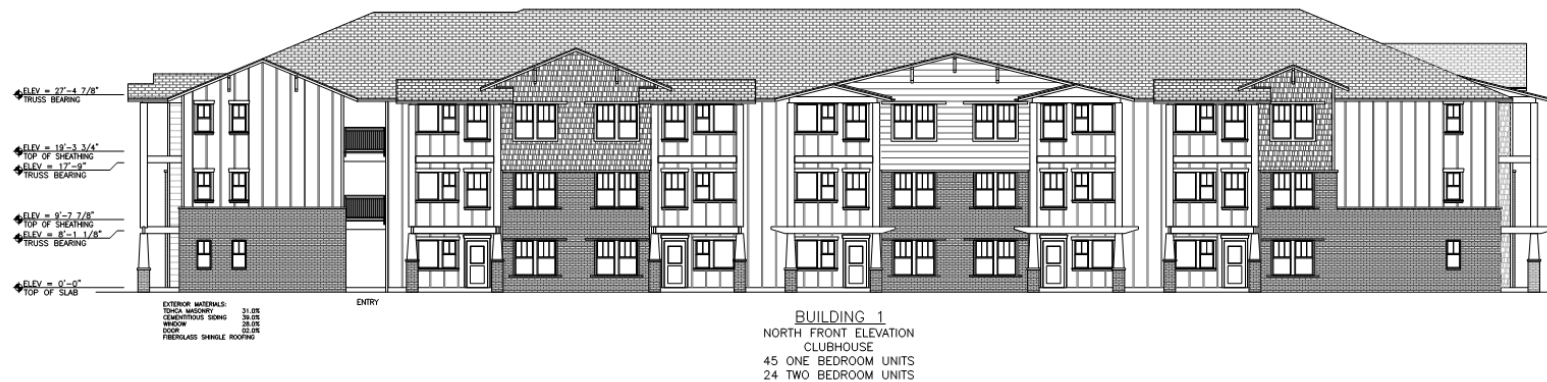 ELEV = 27'-4 7/8"
TRUSS BEARING
ELEV = 19'-3 3/4"
TOP OF SHEATHING
ELEV = 17'-9"
TRUSS BEARING
ELEV = 9'-7 7/8"
TOP OF SHEATHING
ELEV = 8'-1 1/8"
TRUSS BEARING
ELEV = 0'-0"
TOP OF SLAB
ENTRY
EXTERIOR MATERIALS:
TOHCA MASONRY 31.0%
CEMENTITIOUS SIDING 39.0%
WINDOW 28.0%
DOOR 02.0%
FIBERGLASS SHINGLE ROOFING
BUILDING 1
NORTH FRONT ELEVATION
CLUBHOUSE
45 ONE BEDROOM UNITS
24 TWO BEDROOM UNITS